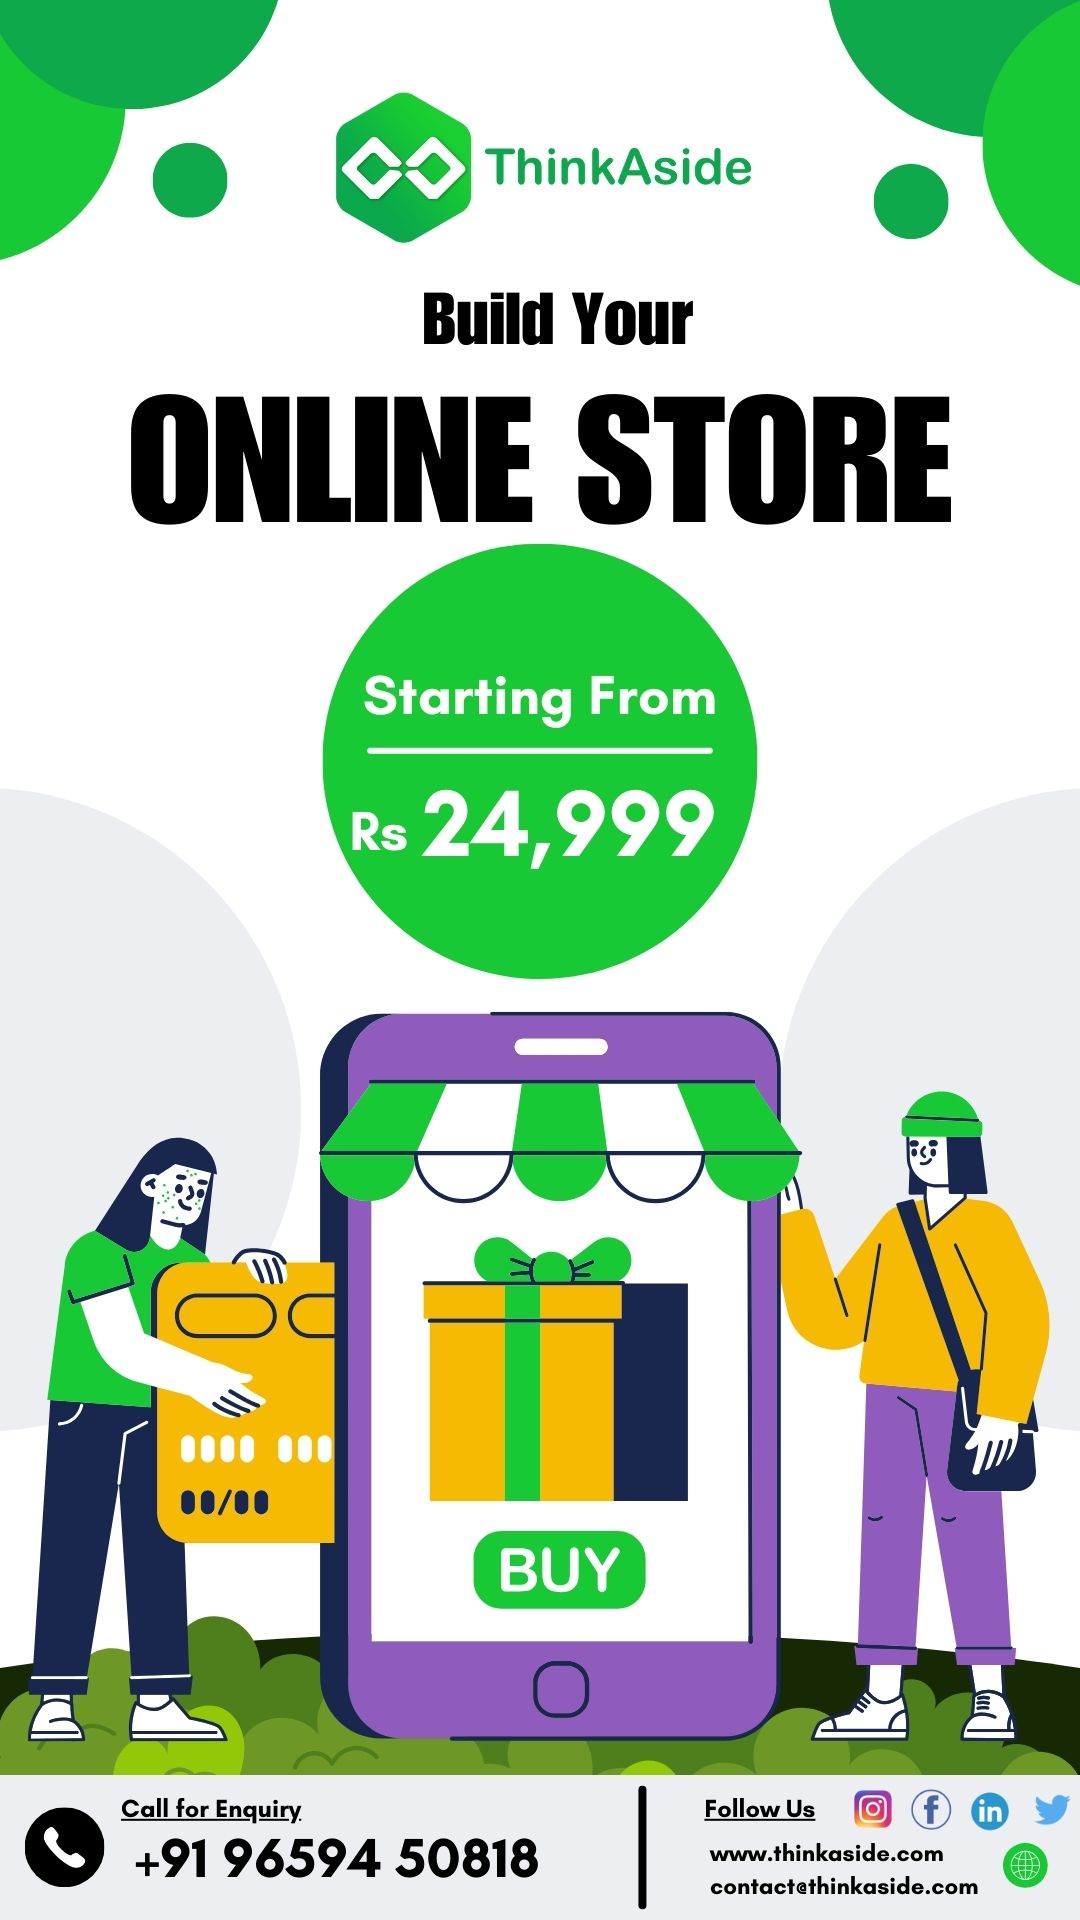 ThinkAside
Build Your
ONLINE STORE
Starting From
Rs 24,999
BUY
Call for Enquiry
+91 96594 50818
Follow Us
www.thinkaside.com
contact@thinkaside.com